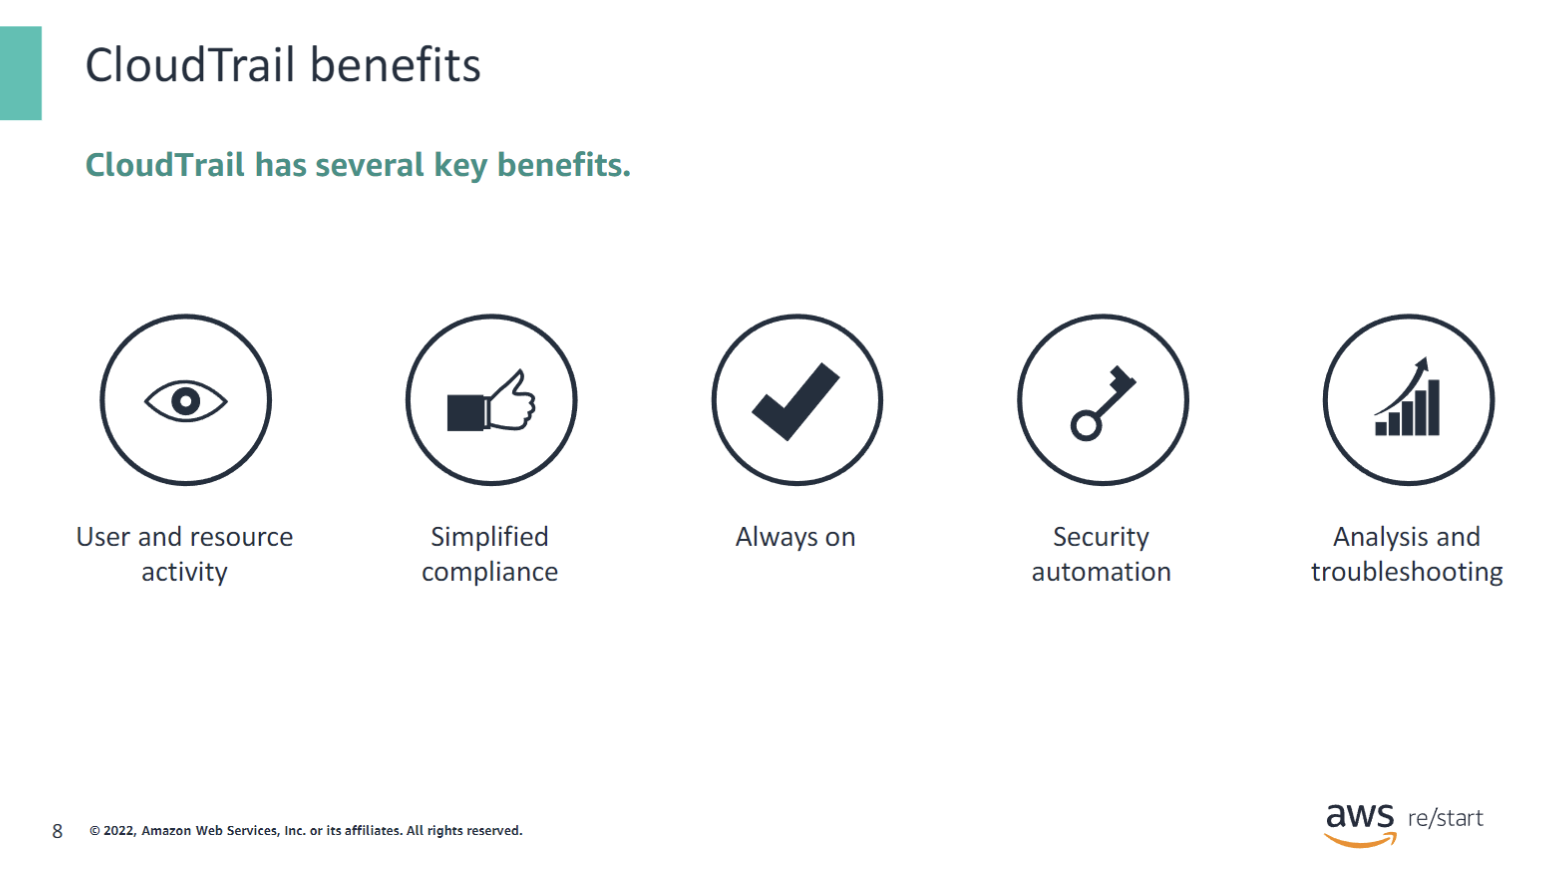 CloudTrail benefits
CloudTrail has several key benefits.
User and resource
activity
Simplified
compliance
Always on
Security
automation
Analysis and
troubleshooting
8
© 2022, Amazon Web Services, Inc. or its affiliates. All rights reserved.
aws re/start